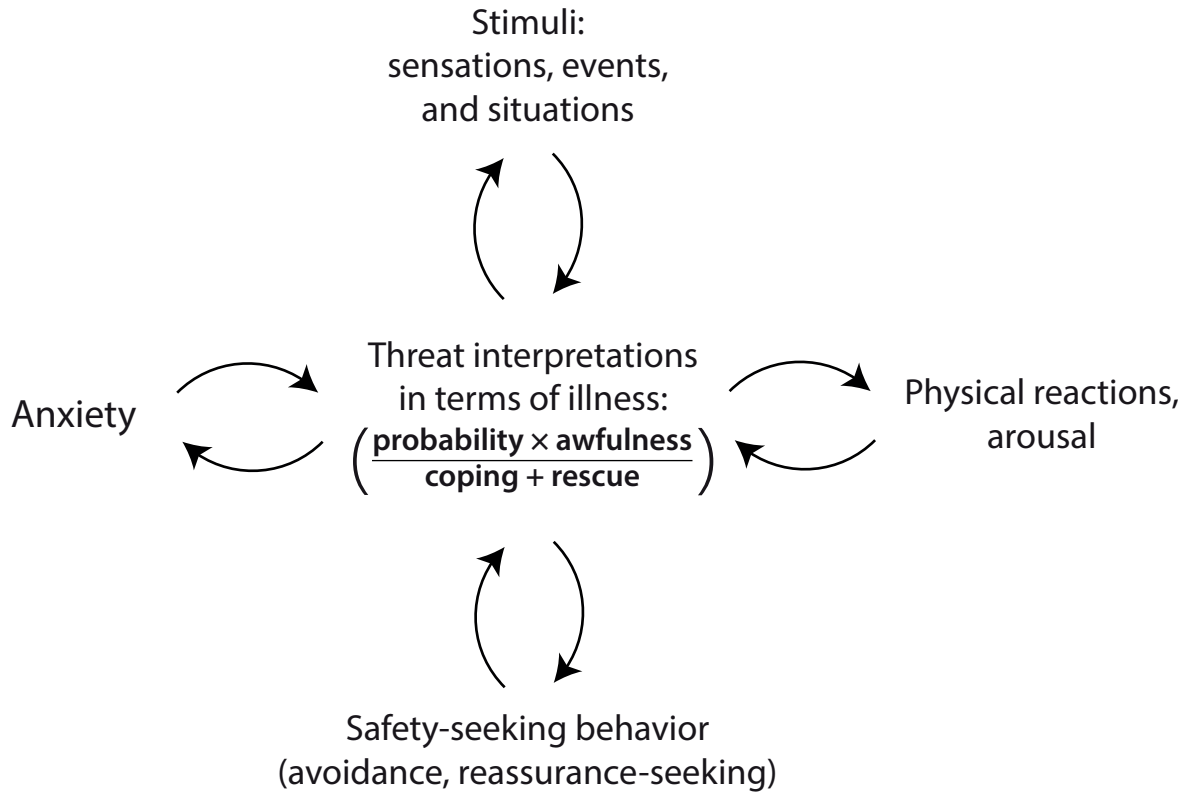 Stimuli:
sensations, events,
and situations
Anxiety
Threat interpretations
in terms of illness:
(probability × awfulness
coping + rescue)
Physical reactions,
arousal
Safety-seeking behavior
(avoidance, reassurance-seeking)